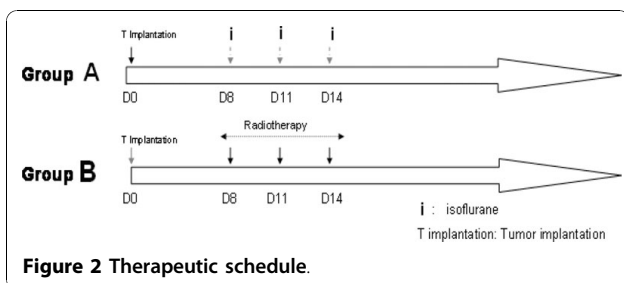 T Implantation
i i i
Group A
D0 D8 D11 D14
Radiotherapy
T Implantation
Group B
D0 D8 D11 D14
i : isoflurane
T implantation: Tumor implantation
Figure 2 Therapeutic schedule.